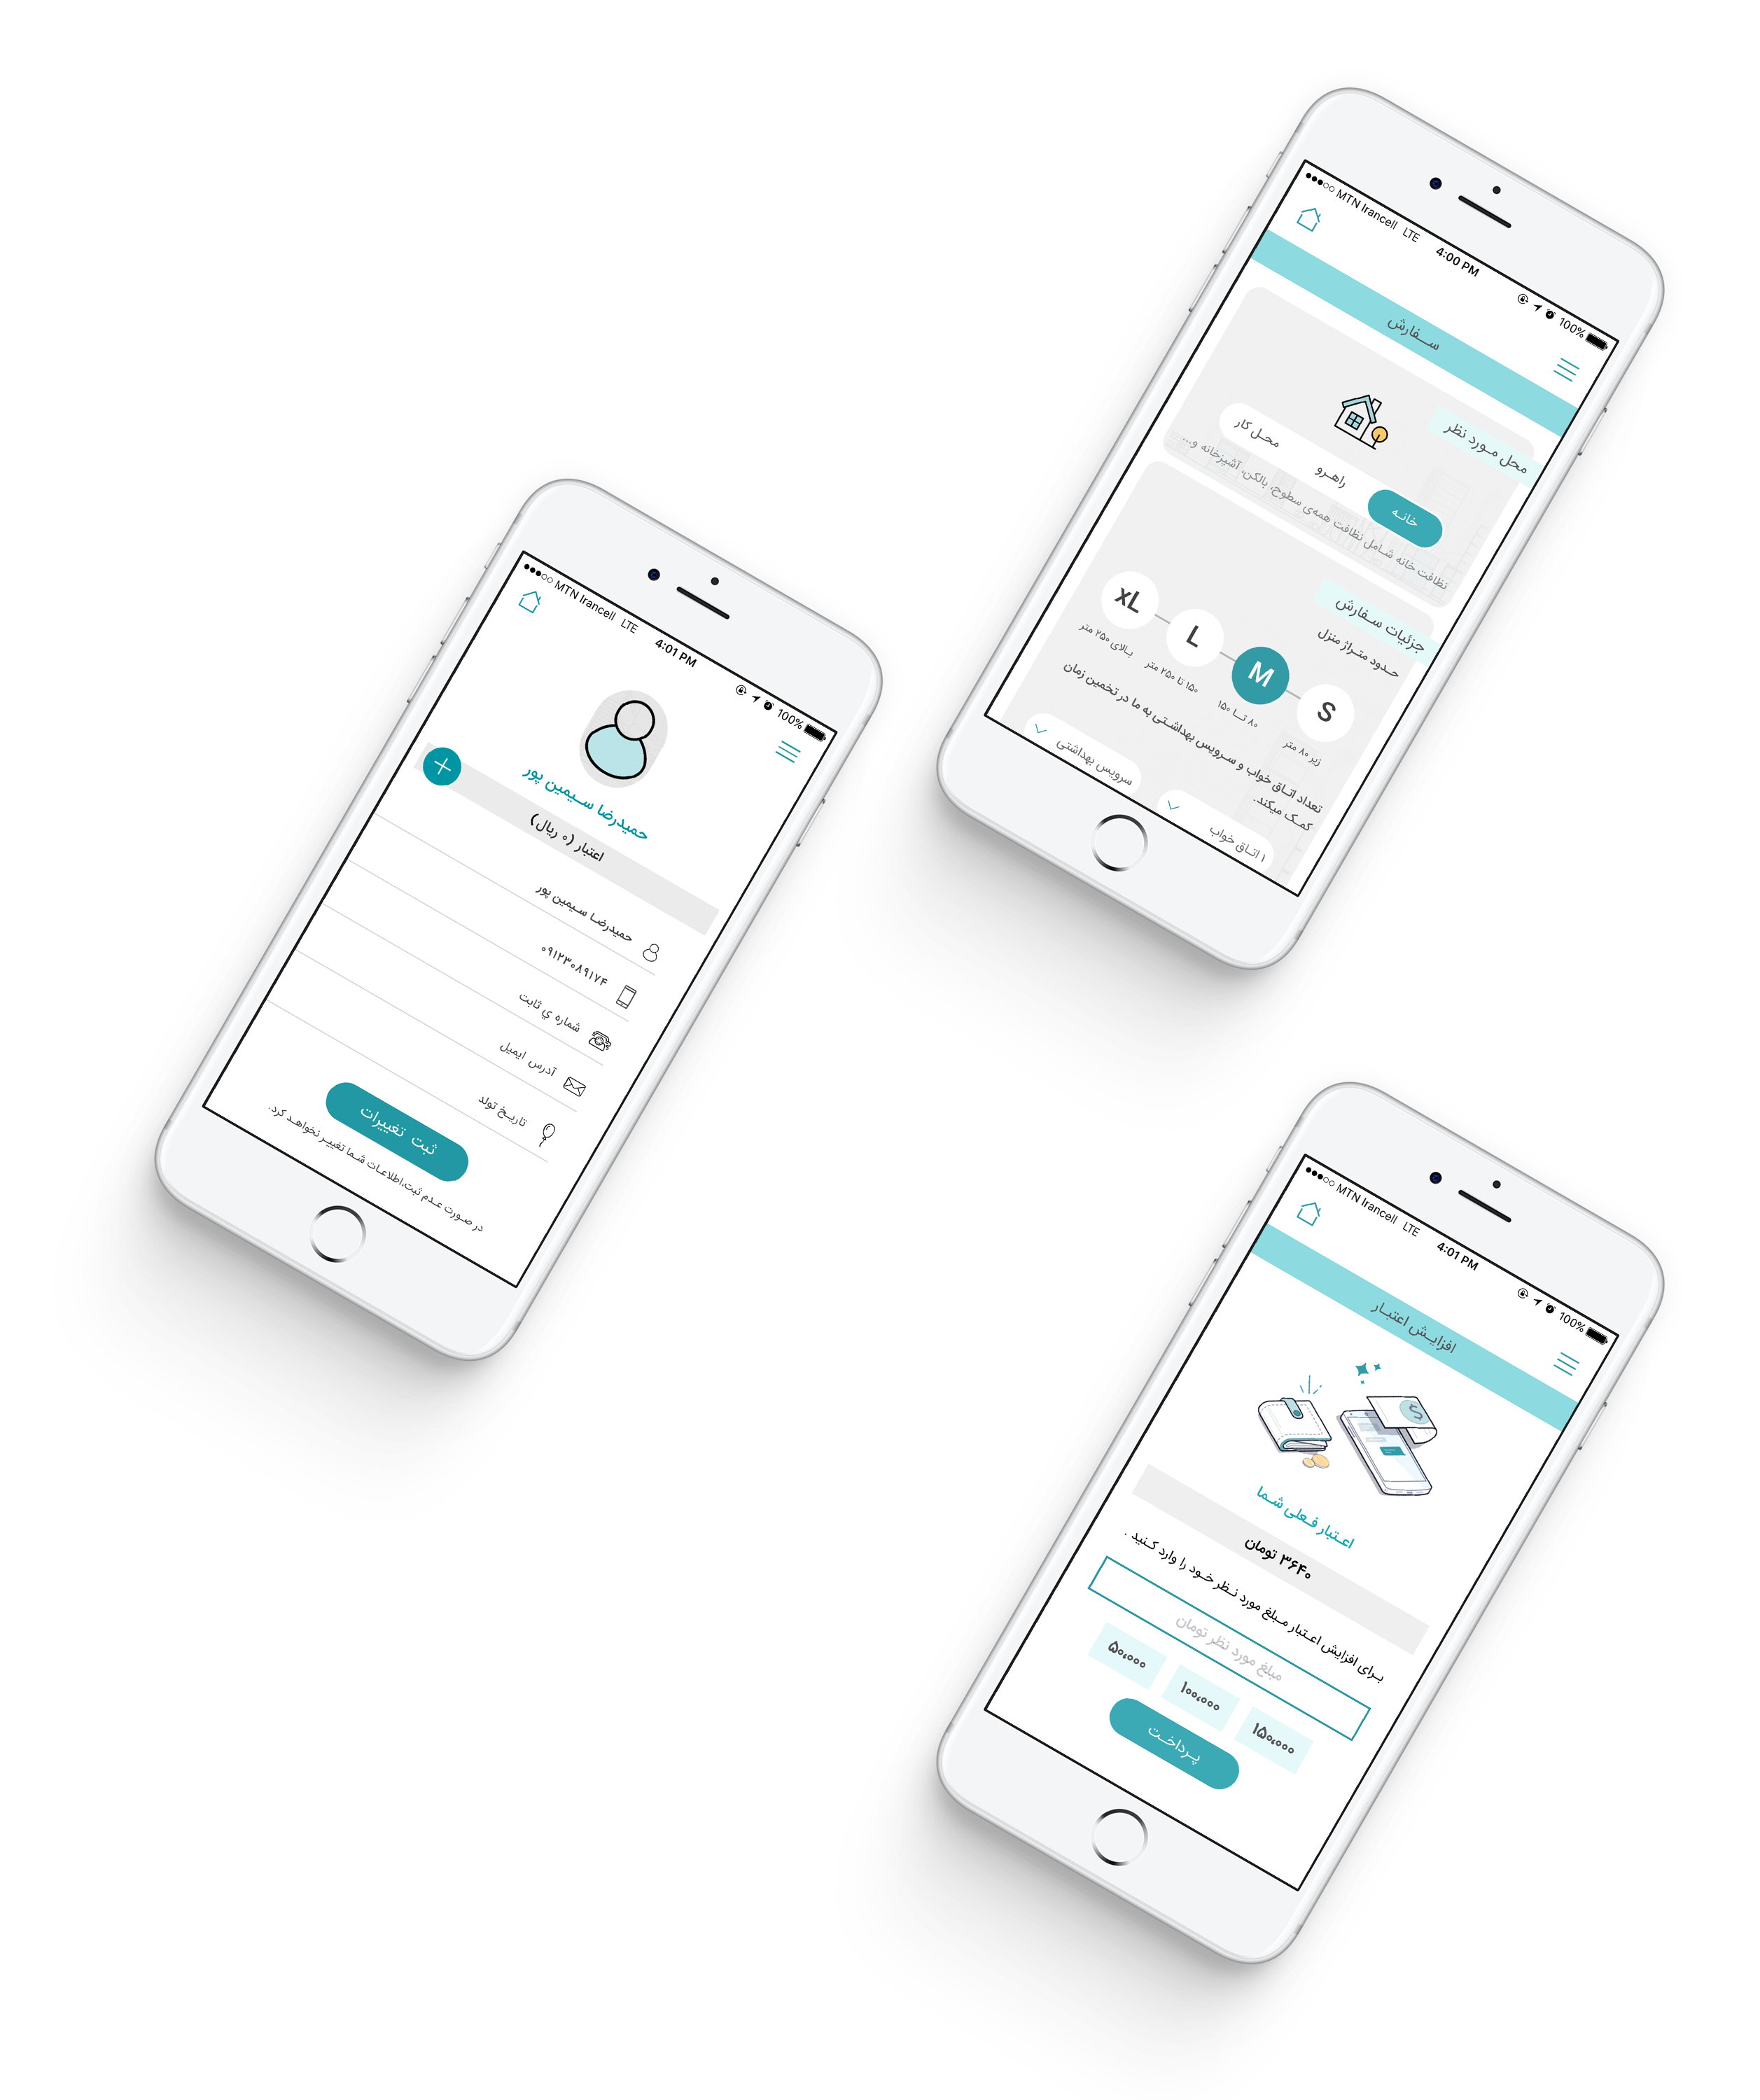 MTN Irancell LTE 4:00 PM 100%
سفارش
محل مورد نظر
خانه راهرو محل کار
نظافت خانه شامل نظافت همه‌ی سطوح، بالکن، آشپزخانه و...
جزئیات سفارش
حدود متراژ منزل
S M L XL
زیر ۸۰ متر ۸۰ تا ۱۵۰ ۱۵۰ تا ۲۵۰ متر بالای ۲۵۰ متر
تعداد اتاق خواب و سرویس بهداشتی به ما در تخمین زمان
کمک میکند.
۱ اتاق خواب سرویس بهداشتی
MTN Irancell LTE 4:01 PM 100%
حمیدرضا سیمین پور
اعتبار (۰ ریال)
حمیدرضا سیمین پور
۰۹۱۲۳۰۸۹۱۷۴
شماره ي ثابت
آدرس ایمیل
تاریخ تولد
ثبت تغییرات
در صورت عدم ثبت،اطلاعات شما تغییر نخواهد کرد.
MTN Irancell LTE 4:01 PM 100%
افزایش اعتبار
اعتبار فعلی شما
۳۶۴۰ تومان
برای افزایش اعتبار مبلغ مورد نظر خود را وارد کنید .
مبلغ مورد نظر تومان
۱۵۰،۰۰۰ ۱۰۰،۰۰۰ ۵۰،۰۰۰
پرداخت